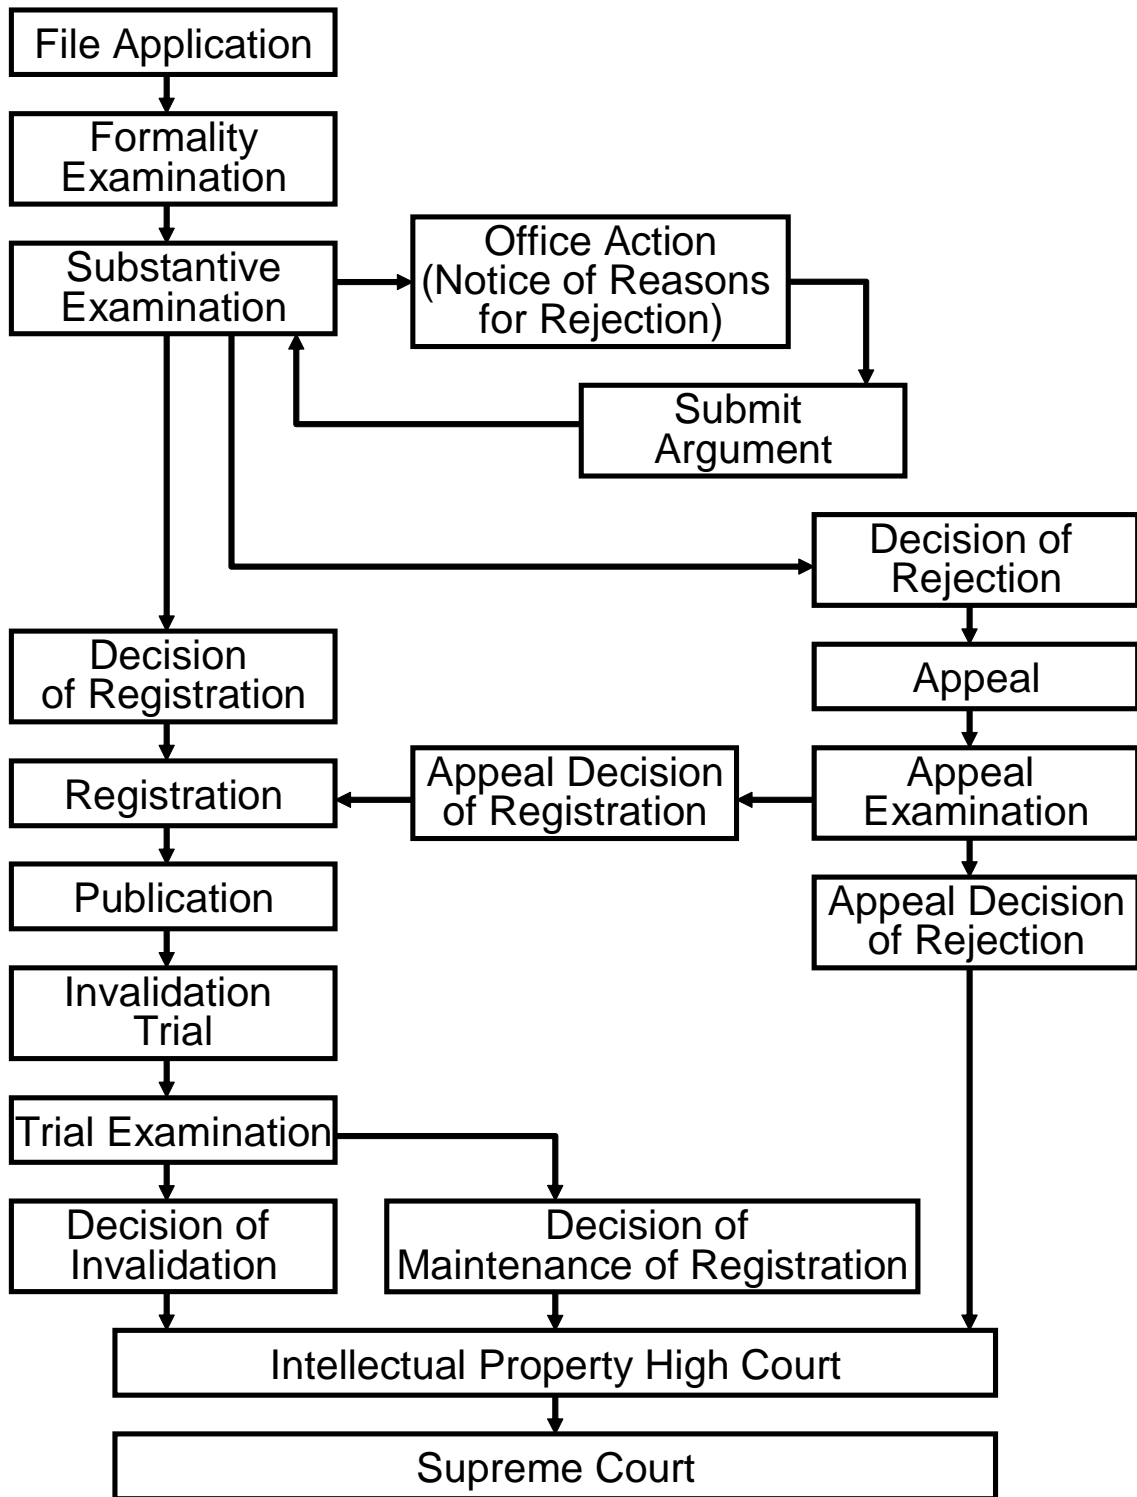 File Application
Formality
Examination
Substantive
Examination
Office Action
(Notice of Reasons
for Rejection)
Submit
Argument
Decision of
Rejection
Decision
of Registration
Appeal
Registration
Appeal Decision
of Registration
Appeal
Examination
Publication
Appeal Decision
of Rejection
Invalidation
Trial
Trial Examination
Decision of
Invalidation
Decision of
Maintenance of Registration
Intellectual Property High Court
Supreme Court